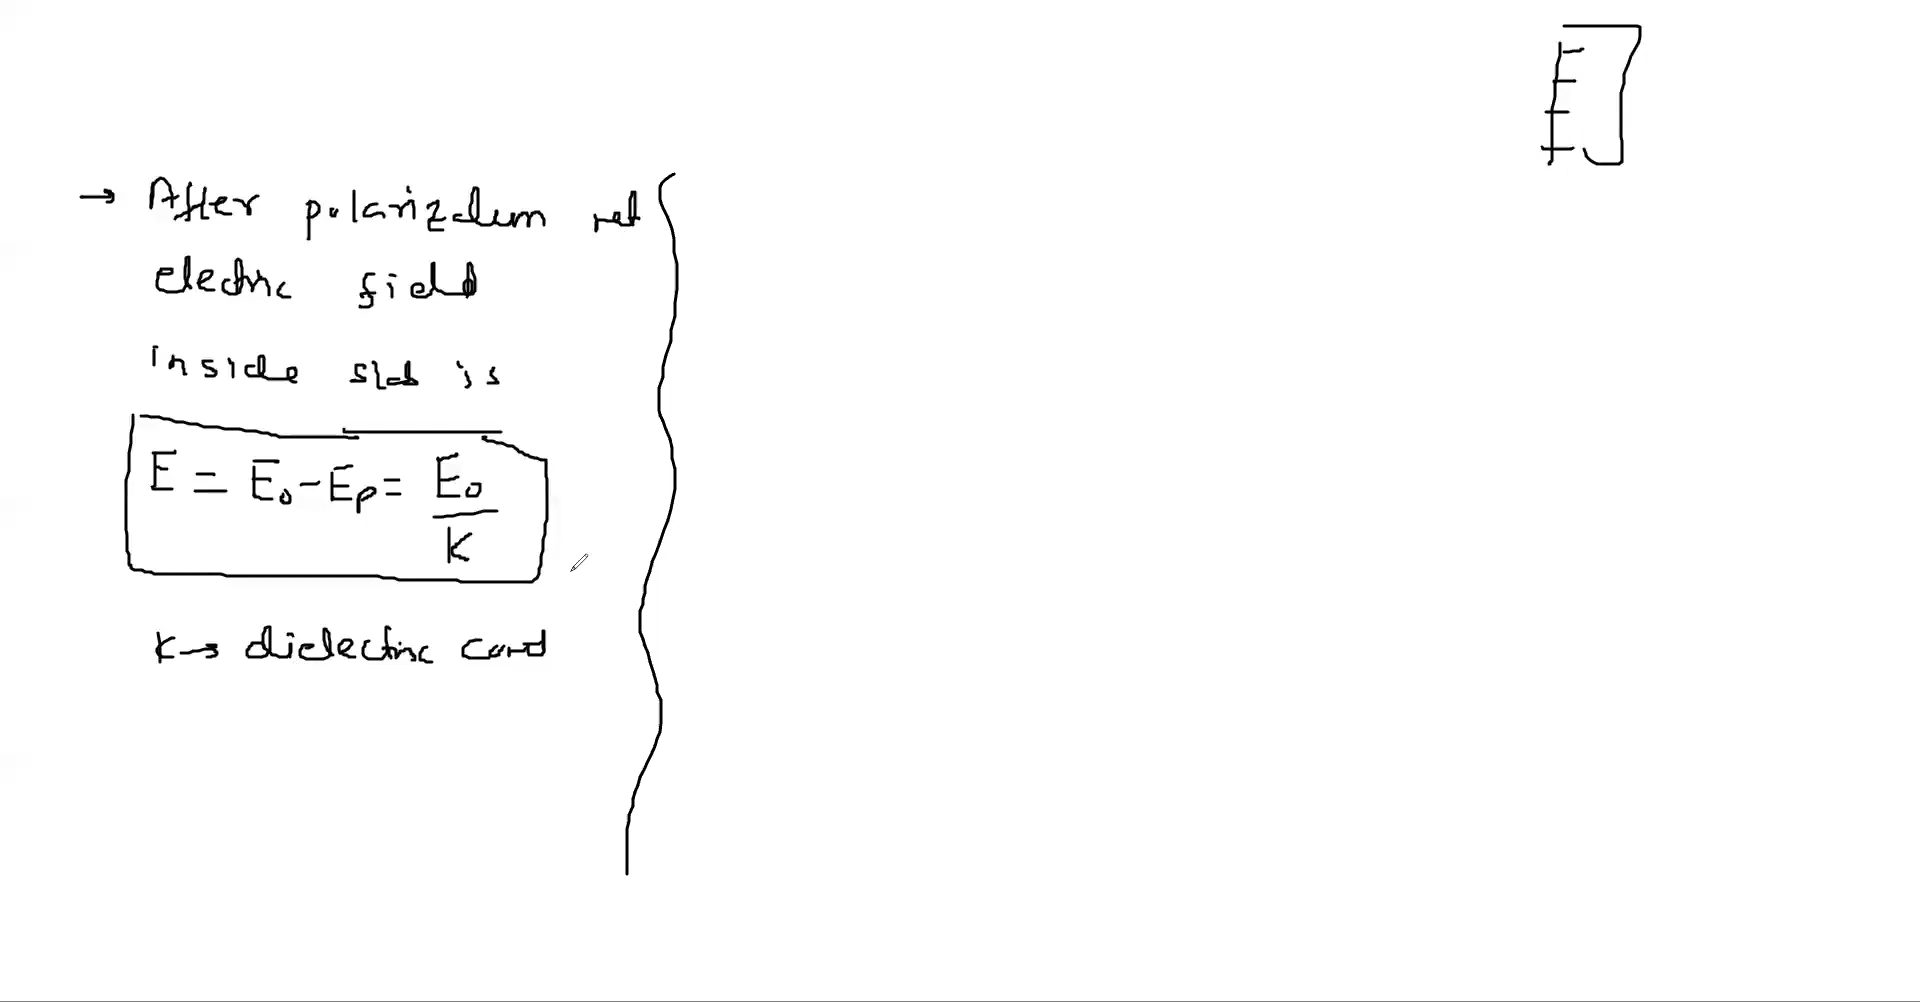 → After polarization net
electric field
inside slab is
E = E₀ - Eₚ = E₀/K
K → dielectric const